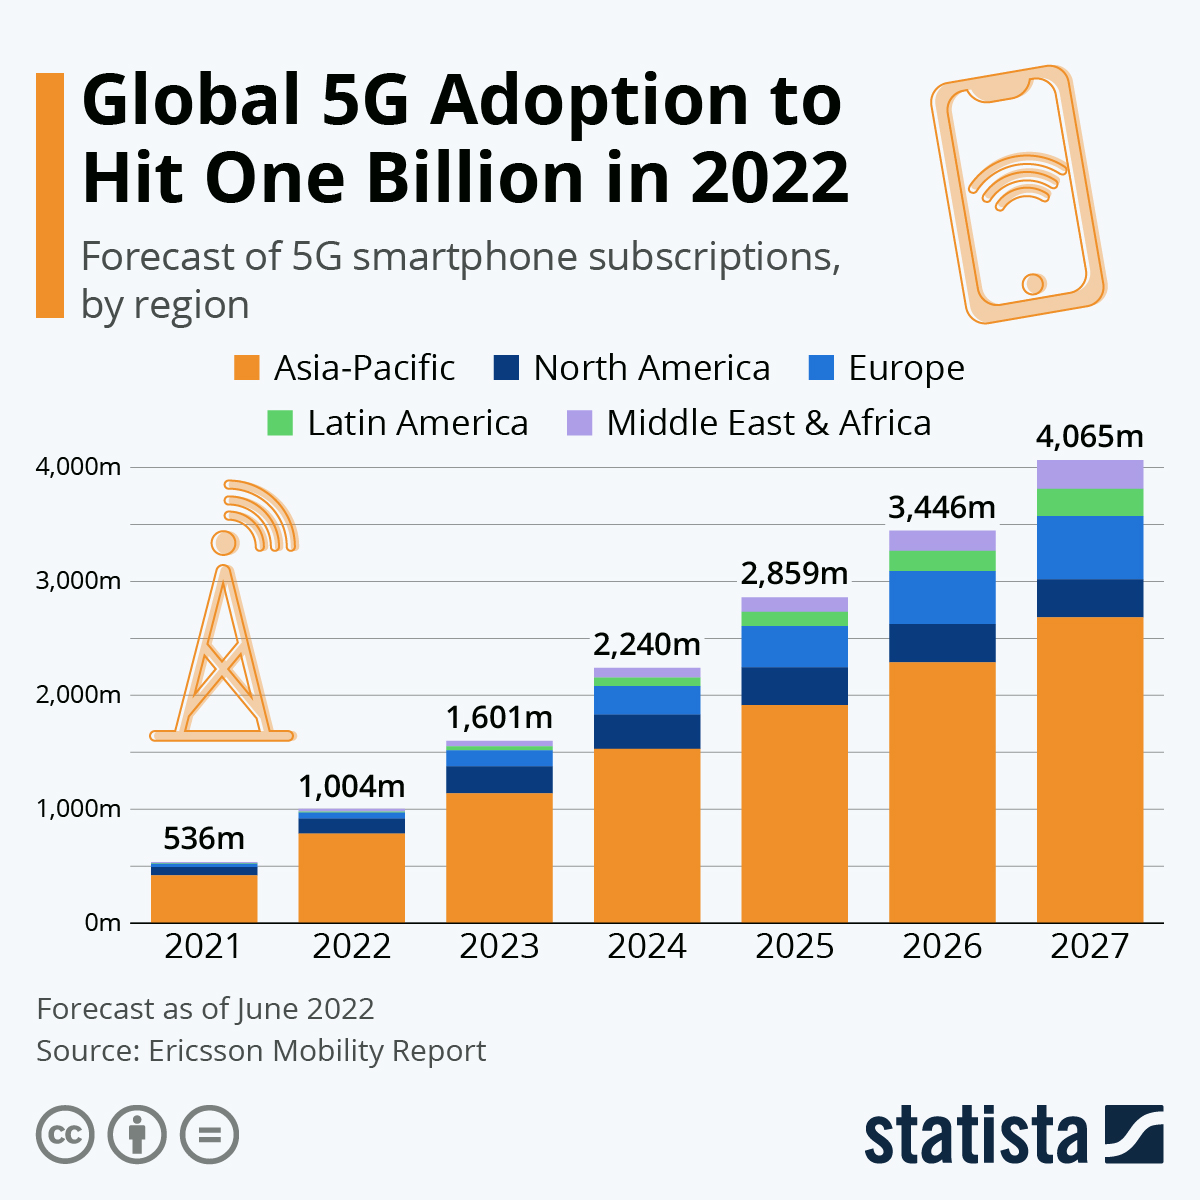 Global 5G Adoption to
Hit One Billion in 2022
Forecast of 5G smartphone subscriptions,
by region
Asia-Pacific North America Europe
Latin America Middle East & Africa
4,065m
4,000m
3,446m
3,000m
2,859m
2,240m
2,000m
1,601m
1,004m
1,000m
536m
0m
2021 2022 2023 2024 2025 2026 2027
Forecast as of June 2022
Source: Ericsson Mobility Report
cc =
statista